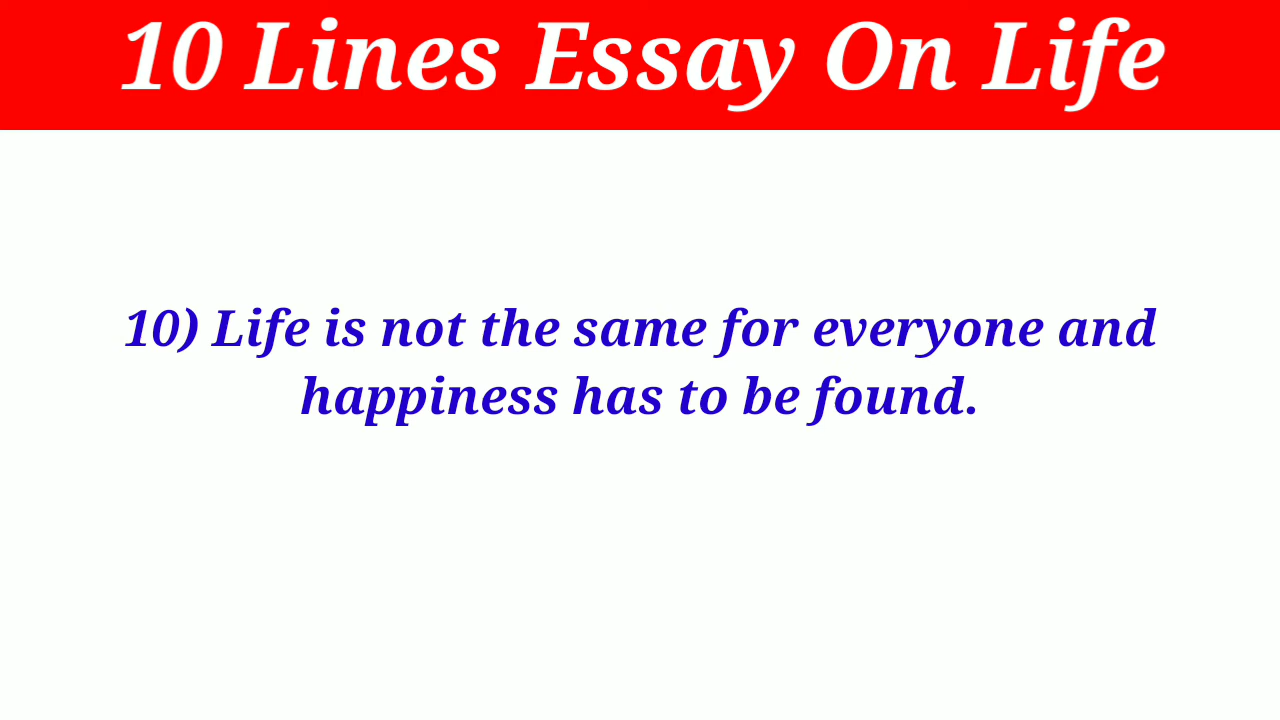 10 Lines Essay On Life
10) Life is not the same for everyone and
happiness has to be found.